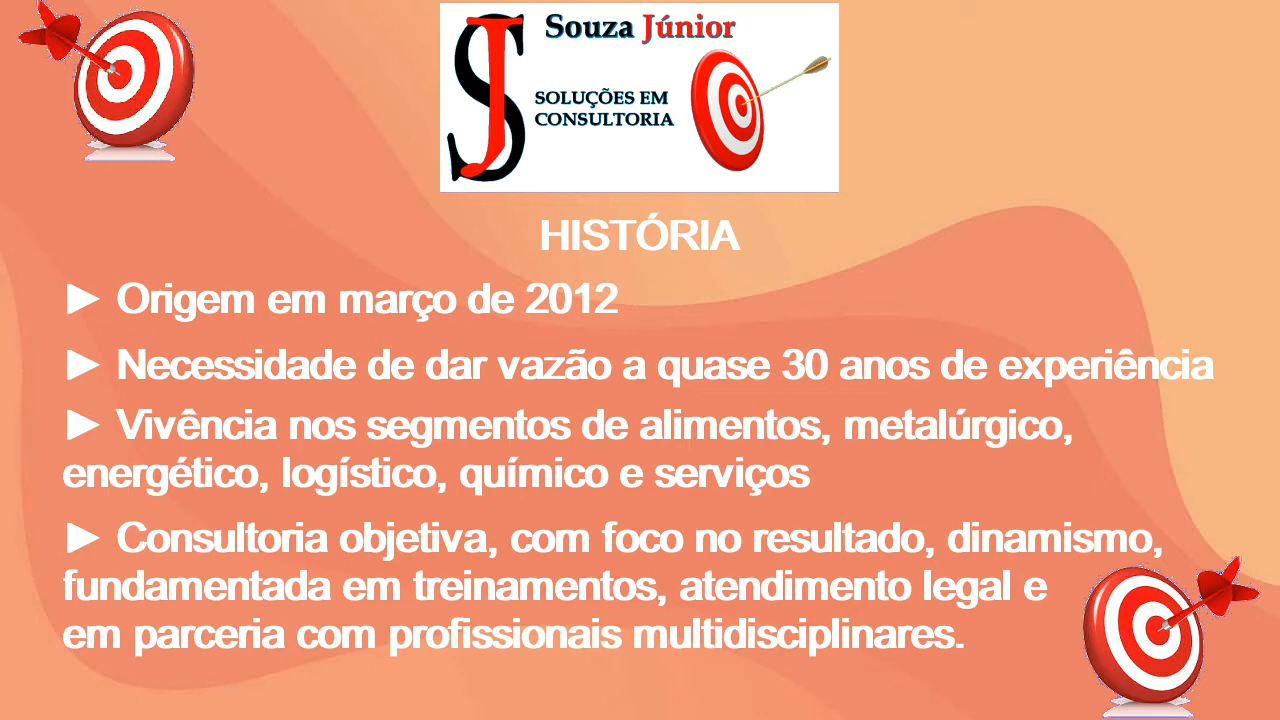 SJ
Souza Júnior
SOLUÇÕES EM
CONSULTORIA
HISTÓRIA
► Origem em março de 2012
► Necessidade de dar vazão a quase 30 anos de experiência
► Vivência nos segmentos de alimentos, metalúrgico,
energético, logístico, químico e serviços
► Consultoria objetiva, com foco no resultado, dinamismo,
fundamentada em treinamentos, atendimento legal e
em parceria com profissionais multidisciplinares.